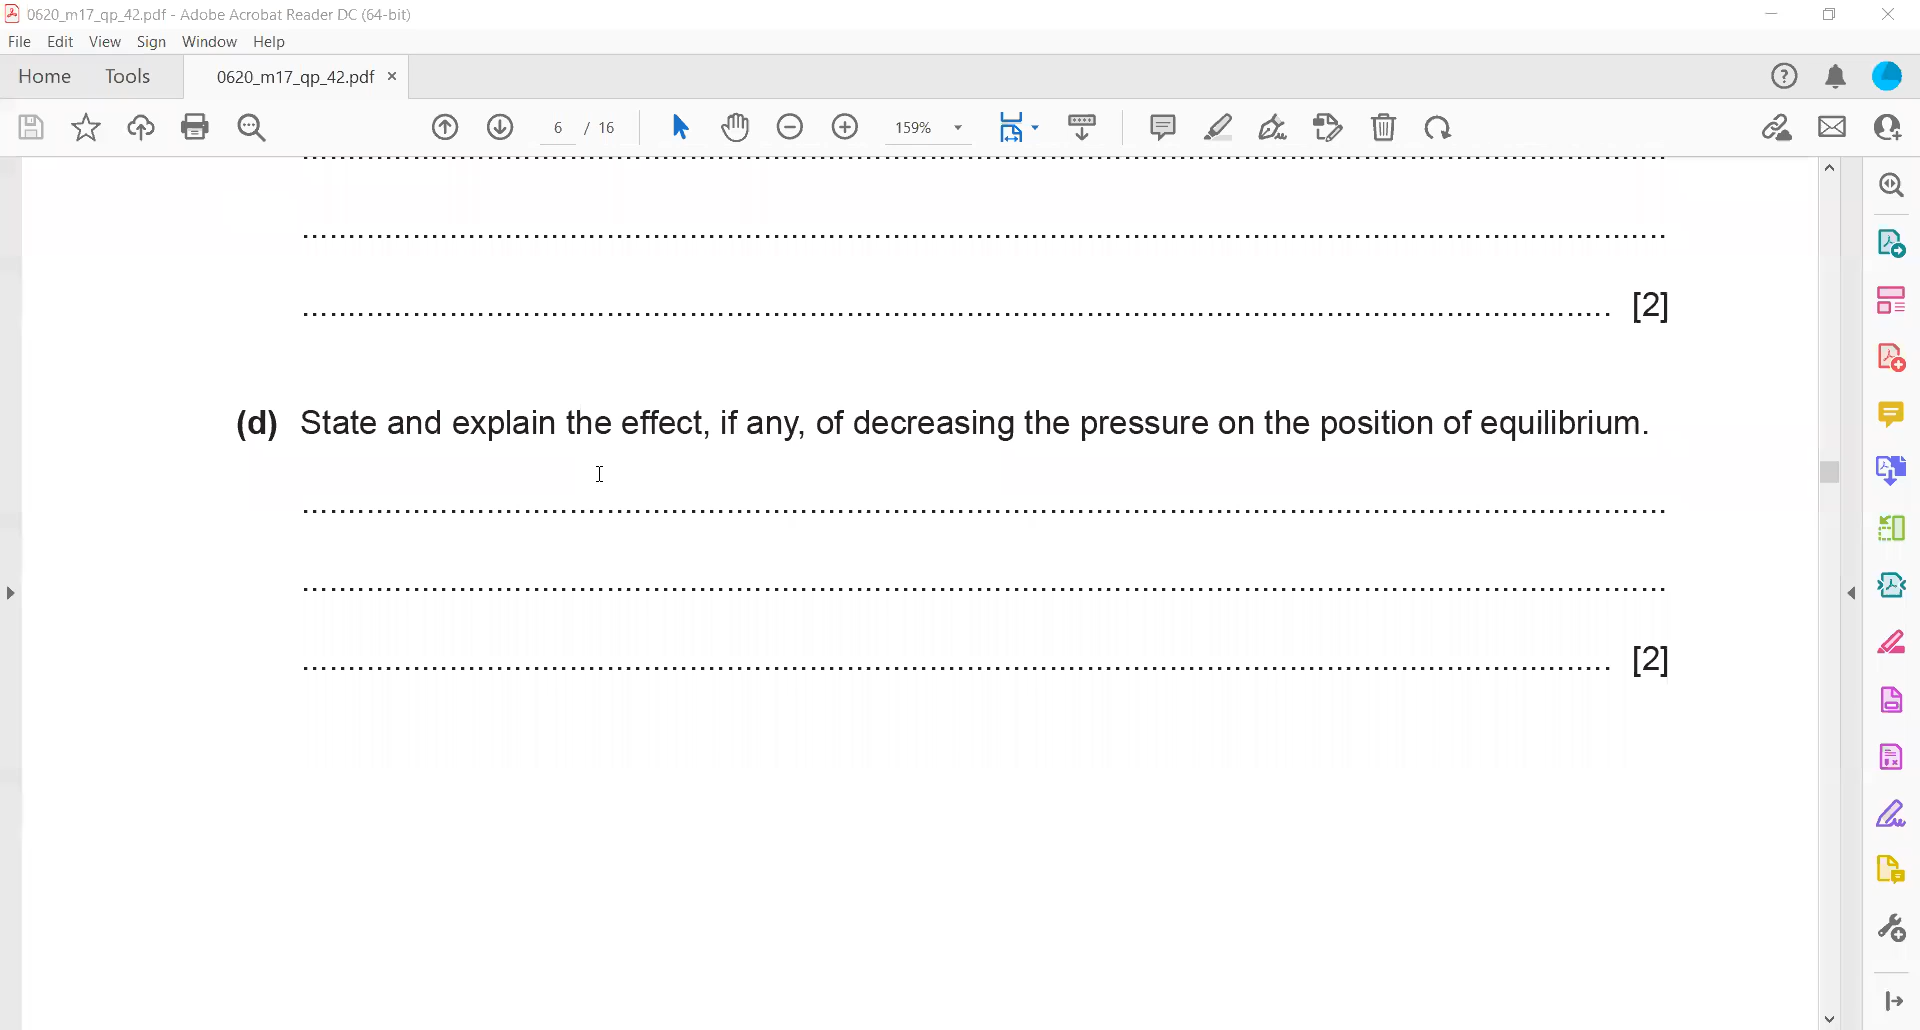 0620_m17_qp_42.pdf - Adobe Acrobat Reader DC (64-bit)
File Edit View Sign Window Help
Home Tools 0620_m17_qp_42.pdf ×
6 / 16 159%
........................................................................................................................
........................................................................................................................
........................................................................................................................ [2]
(d) State and explain the effect, if any, of decreasing the pressure on the position of equilibrium.
........................................................................................................................
........................................................................................................................
........................................................................................................................ [2]